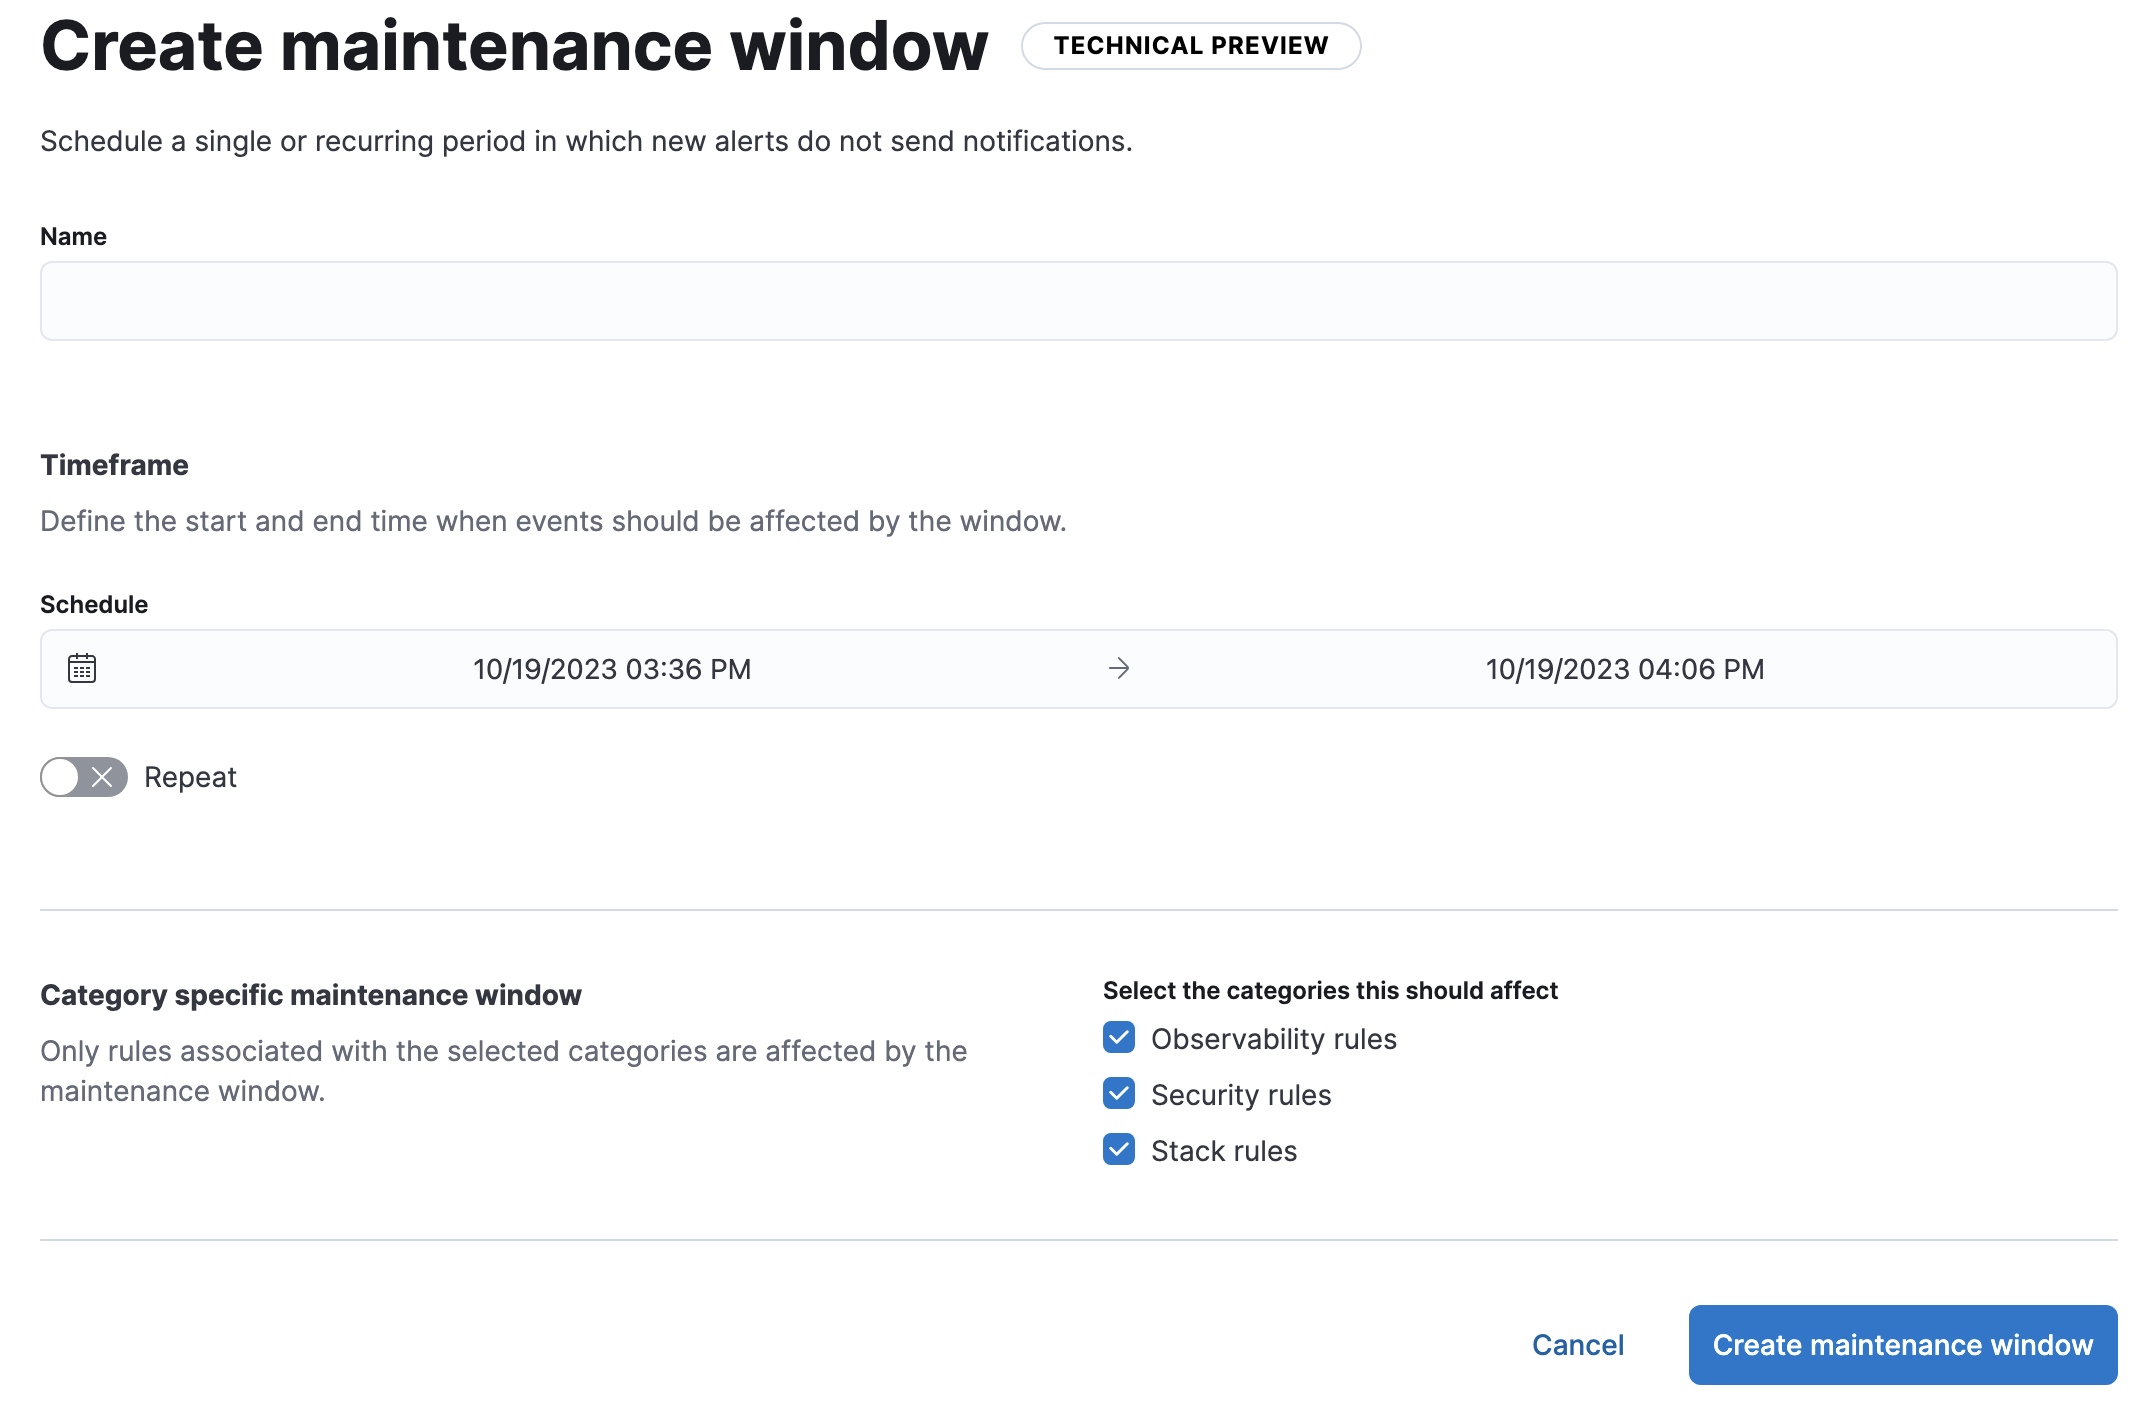 Create maintenance window TECHNICAL PREVIEW
Schedule a single or recurring period in which new alerts do not send notifications.
Name
Timeframe
Define the start and end time when events should be affected by the window.
Schedule
10/19/2023 03:36 PM → 10/19/2023 04:06 PM
Repeat
Category specific maintenance window
Only rules associated with the selected categories are affected by the
maintenance window.
Select the categories this should affect
Observability rules
Security rules
Stack rules
Cancel Create maintenance window